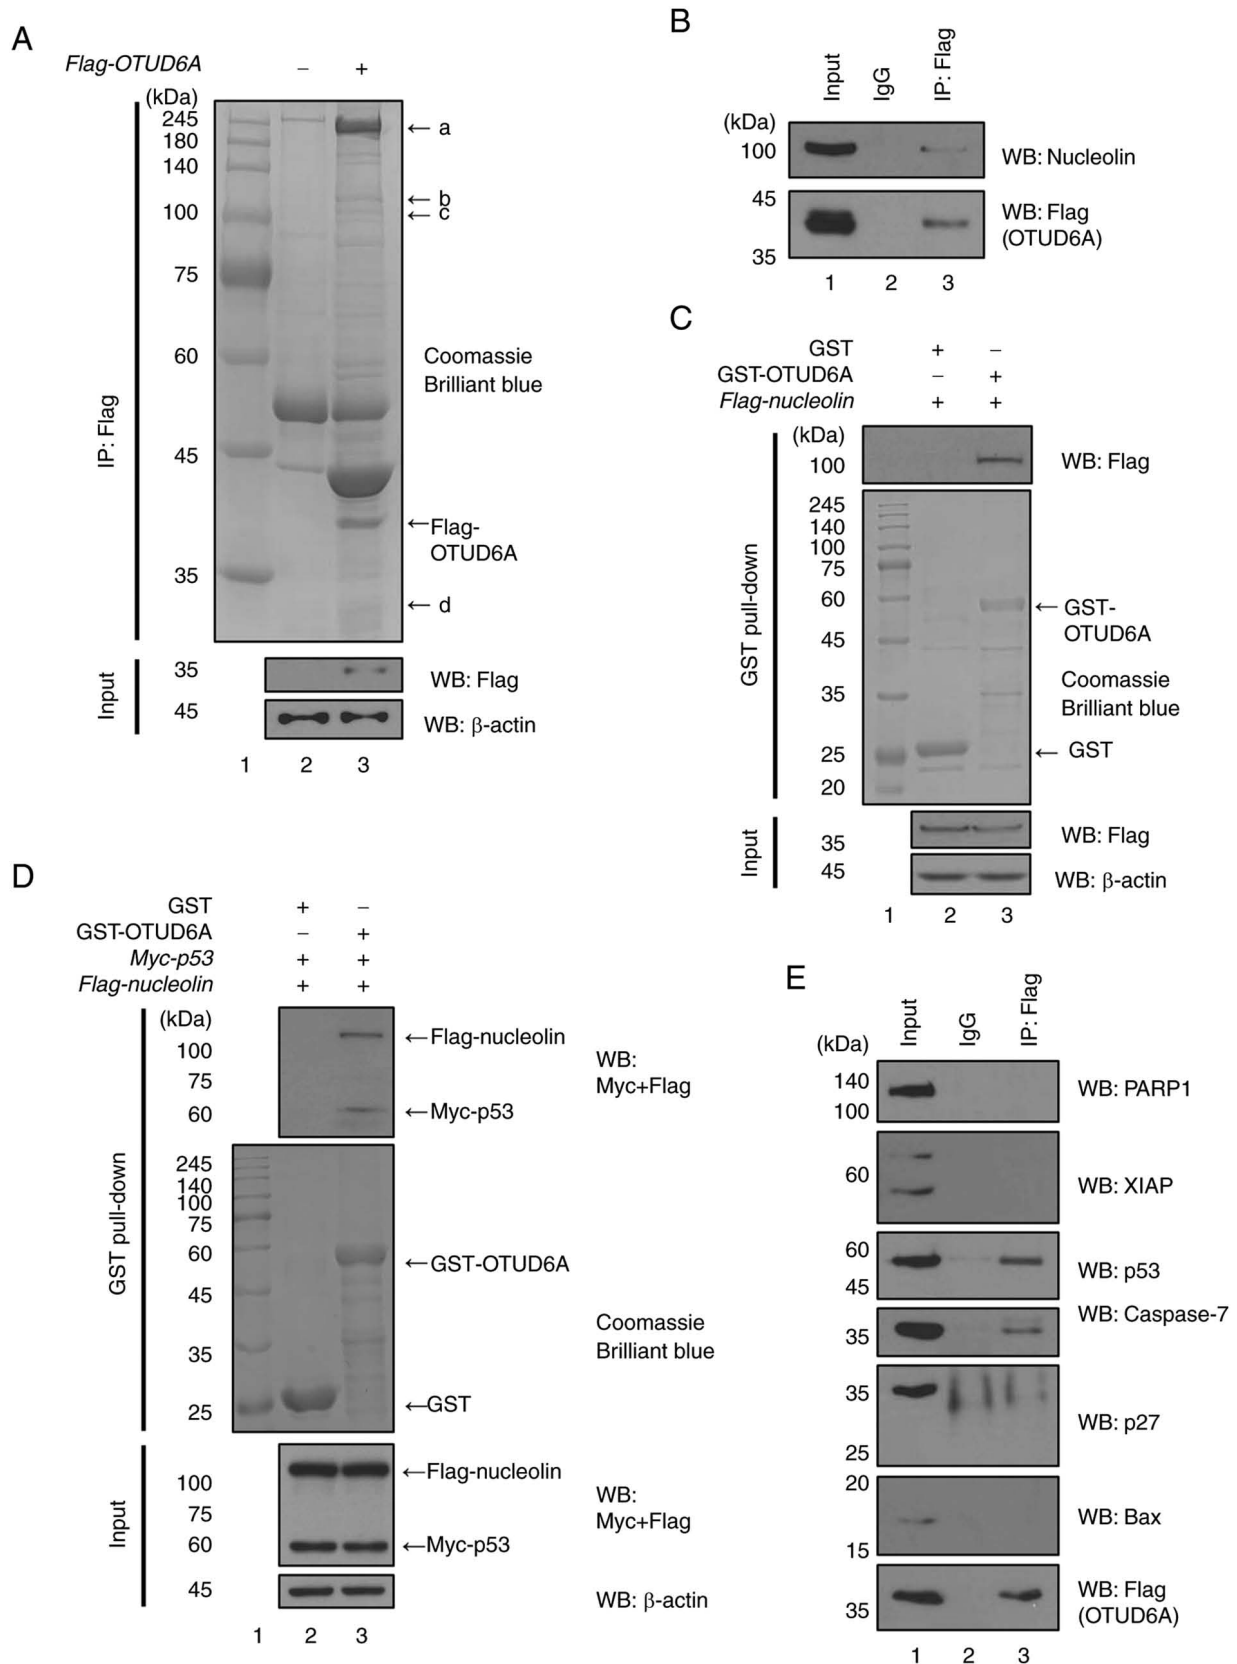 A
Flag-OTUD6A
– +
(kDa)
245
180
140
100
75
60
45
35
IP: Flag
← a
← b
← c
Coomassie
Brilliant blue
←Flag-
OTUD6A
← d
Input
35
45
WB: Flag
WB: β-actin
1 2 3
B
Input IgG IP: Flag
(kDa)
100
WB: Nucleolin
45
35
WB: Flag
(OTUD6A)
1 2 3
C
GST + –
GST-OTUD6A – +
Flag-nucleolin + +
(kDa)
100
WB: Flag
GST pull-down
245
140
100
75
60
45
35
25
20
← GST-
OTUD6A
Coomassie
Brilliant blue
← GST
Input
35
45
WB: Flag
WB: β-actin
1 2 3
D
GST + –
GST-OTUD6A – +
Myc-p53 + +
Flag-nucleolin + +
(kDa)
100
75
60
←Flag-nucleolin
←Myc-p53
WB:
Myc+Flag
GST pull-down
245
140
100
75
60
45
35
25
←GST-OTUD6A
Coomassie
Brilliant blue
←GST
Input
100
75
60
45
←Flag-nucleolin
←Myc-p53
WB:
Myc+Flag
WB: β-actin
1 2 3
E
Input IgG IP: Flag
(kDa)
140
100
WB: PARP1
60
WB: XIAP
60
45
WB: p53
35
WB: Caspase-7
35
25
WB: p27
20
15
WB: Bax
35
WB: Flag
(OTUD6A)
1 2 3